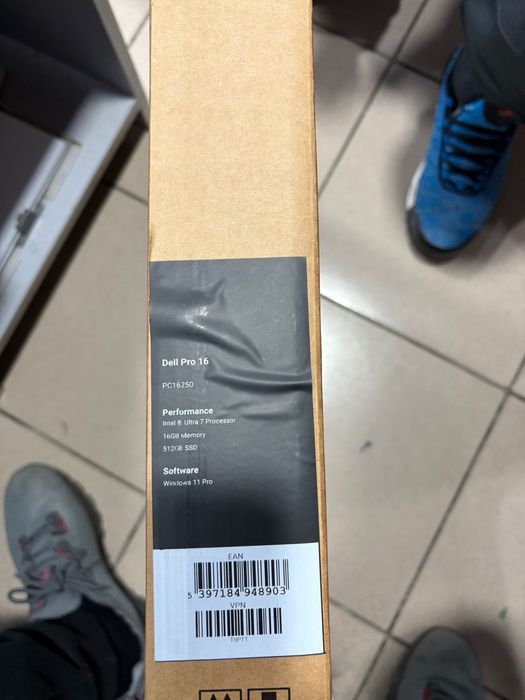 Dell Pro 16
PC16250
Performance
Intel ® Ultra 7 Processor
16GB Memory
512GB SSD
Software
Windows 11 Pro
EAN
5 397184 948903
VPN
T9P1T